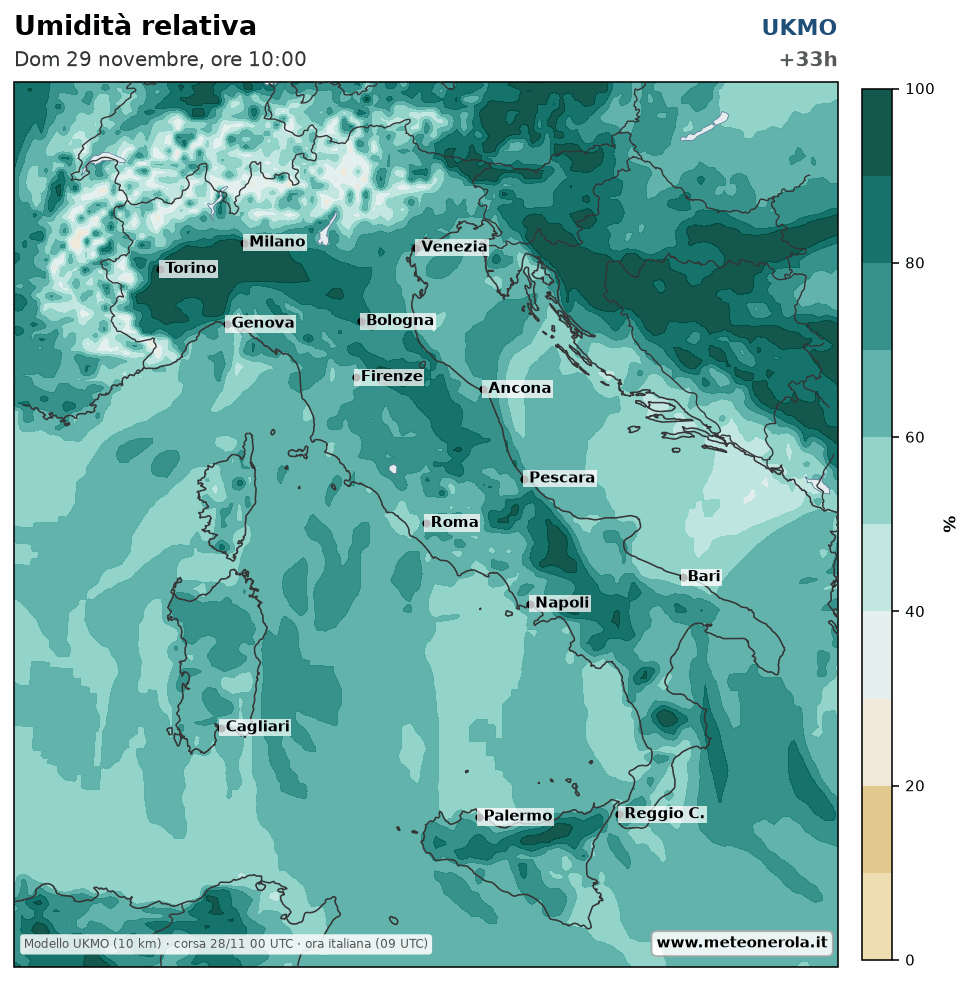 Umidità relativa
UKMO
Dom 29 novembre, ore 10:00
+33h
100
80
60
40
20
0
%
Milano
Venezia
Torino
Genova
Bologna
Firenze
Ancona
Pescara
Roma
Bari
Napoli
Cagliari
Palermo
Reggio C.
Modello UKMO (10 km) · corsa 28/11 00 UTC · ora italiana (09 UTC)
www.meteonerola.it